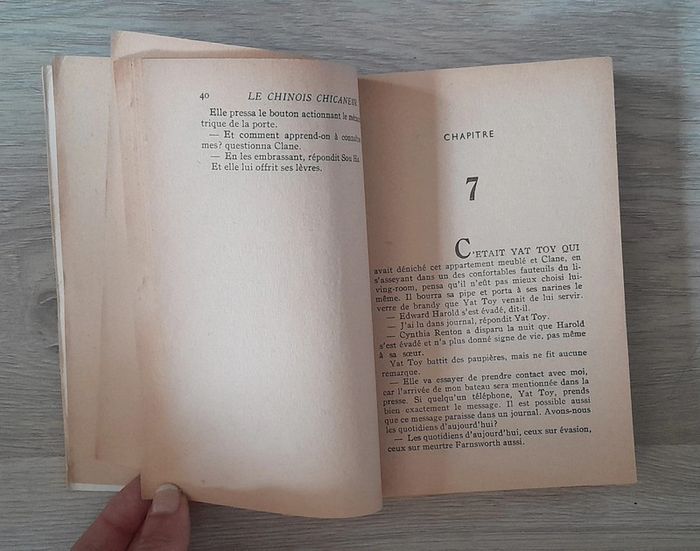 40
LE CHINOIS CHICANEUR
Elle pressa le bouton actionnant le méca
trique de la porte.
— Et comment apprend-on à connaître
mes? questionna Clane.
— En les embrassant, répondit Sou Ha.
Et elle lui offrit ses lèvres.
CHAPITRE
7
C'ETAIT YAT TOY QUI
avait déniché cet appartement meublé et Clane, en
s'asseyant dans un des confortables fauteuils du li-
ving-room, pensa qu'il n'eût pas mieux choisi lui-
même. Il bourra sa pipe et porta à ses narines le
verre de brandy que Yat Toy venait de lui servir.
— Edward Harold s'est évadé, dit-il.
— J'ai lu dans journal, répondit Yat Toy.
— Cynthia Renton a disparu la nuit que Harold
s'est évadé et n'a plus donné signe de vie, pas même
à sa sœur.
Yat Toy battit des paupières, mais ne fit aucune
remarque.
— Elle va essayer de prendre contact avec moi,
car l'arrivée de mon bateau sera mentionnée dans la
presse. Si quelqu'un téléphone, Yat Toy, prends
bien exactement le message. Il est possible aussi
que ce message paraisse dans un journal. Avons-nous
les quotidiens d'aujourd'hui?
— Les quotidiens d'aujourd'hui, ceux sur évasion,
ceux sur meurtre Farnsworth aussi.